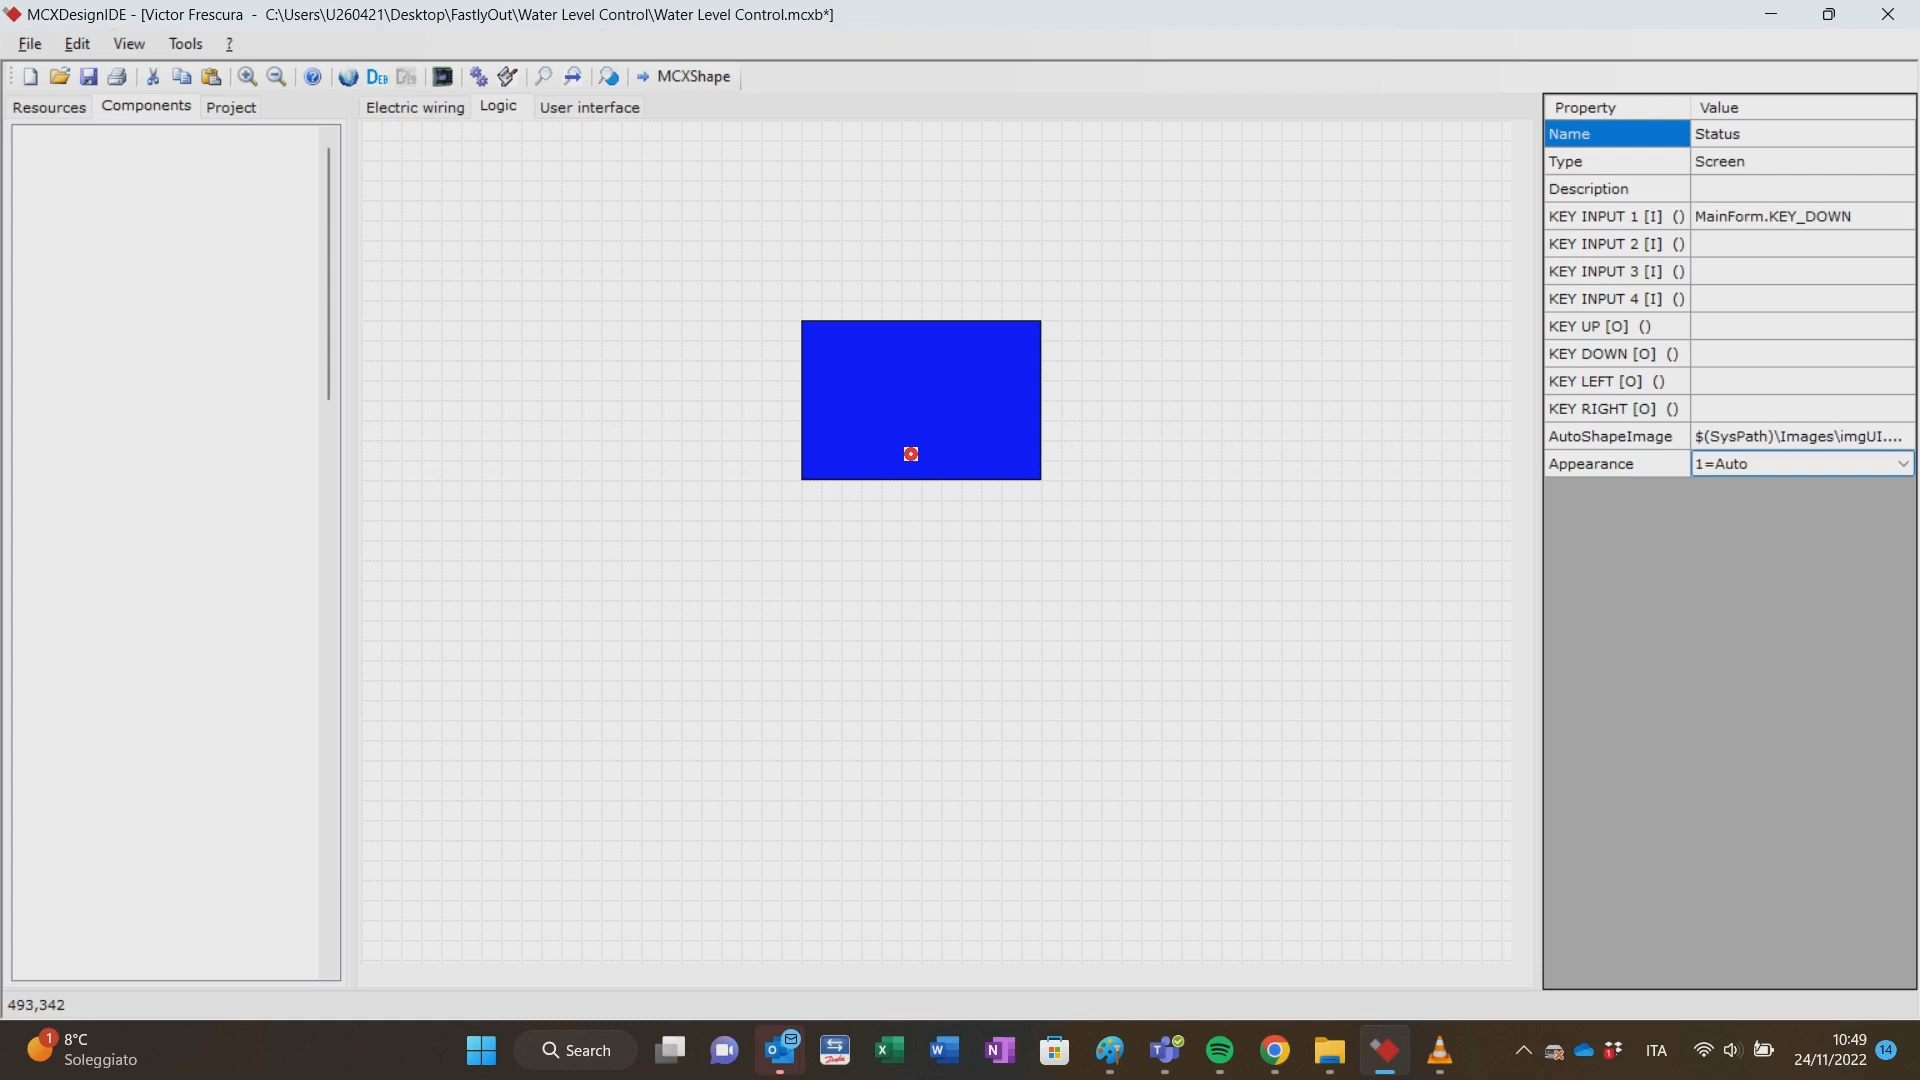 MCXDesignIDE - [Victor Frescura  -  C:\Users\U260421\Desktop\FastlyOut\Water Level Control\Water Level Control.mcxb*]
File Edit View Tools ?
DEB MCXShape
Resources Components Project
Electric wiring Logic User interface
Property Value
Name Status
Type Screen
Description
KEY INPUT 1 [I] () MainForm.KEY_DOWN
KEY INPUT 2 [I] ()
KEY INPUT 3 [I] ()
KEY INPUT 4 [I] ()
KEY UP [O] ()
KEY DOWN [O] ()
KEY LEFT [O] ()
KEY RIGHT [O] ()
AutoShapeImage $(SysPath)\Images\imgUI....
Appearance 1=Auto
493,342
1 8°C
Soleggiato
Search
ITA
10:49
24/11/2022 14